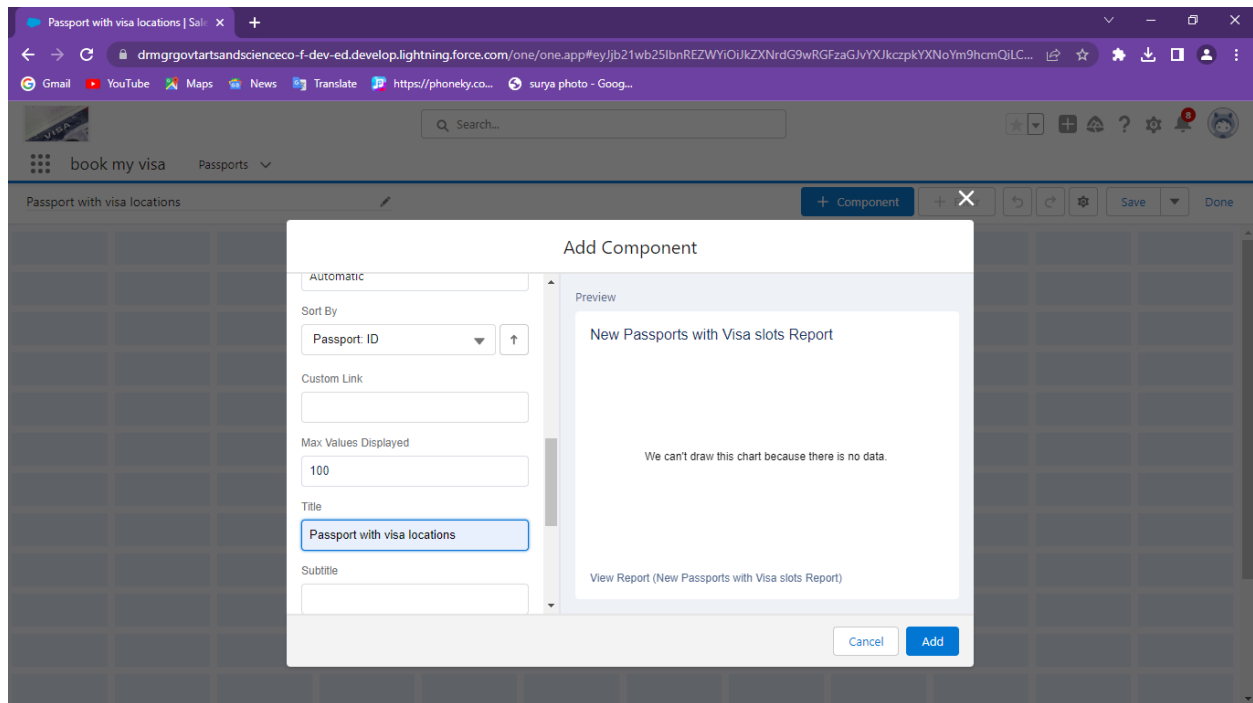 Passport with visa locations | Sale
drmgrgovtartsandscienceco-f-dev-ed.develop.lightning.force.com/one/one.app#eyJjb21wb25lbnREZWYiOiJkZXNrdG9wRGFzaGJvYXJkczpkYXNoYm9hcmQiLC...
Gmail YouTube Maps News Translate https://phoneky.co... surya photo - Goog...
VISA
Search...
8
book my visa Passports
Passport with visa locations
+ Component
Save
Done
Add Component
Automatic
Sort By
Passport: ID
Custom Link
Max Values Displayed
100
Title
Passport with visa locations
Subtitle
Preview
New Passports with Visa slots Report
We can't draw this chart because there is no data.
View Report (New Passports with Visa slots Report)
Cancel
Add